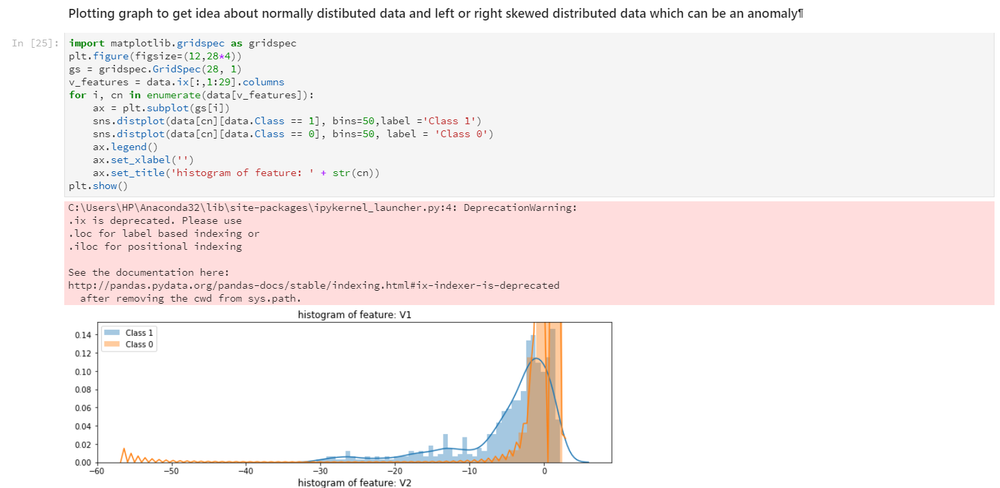 Plotting graph to get idea about normally distibuted data and left or right skewed distributed data which can be an anomaly¶
In [25]:
import matplotlib.gridspec as gridspec
plt.figure(figsize=(12,28*4))
gs = gridspec.GridSpec(28, 1)
v_features = data.ix[:,1:29].columns
for i, cn in enumerate(data[v_features]):
    ax = plt.subplot(gs[i])
    sns.distplot(data[cn][data.Class == 1], bins=50,label ='Class 1')
    sns.distplot(data[cn][data.Class == 0], bins=50, label = 'Class 0')
    ax.legend()
    ax.set_xlabel('')
    ax.set_title('histogram of feature: ' + str(cn))
plt.show()
C:\Users\HP\Anaconda32\lib\site-packages\ipykernel_launcher.py:4: DeprecationWarning:
.ix is deprecated. Please use
.loc for label based indexing or
.iloc for positional indexing

See the documentation here:
http://pandas.pydata.org/pandas-docs/stable/indexing.html#ix-indexer-is-deprecated
  after removing the cwd from sys.path.
histogram of feature: V1
Class 1
Class 0
0.14
0.12
0.10
0.08
0.06
0.04
0.02
0.00
−60 −50 −40 −30 −20 −10 0
histogram of feature: V2